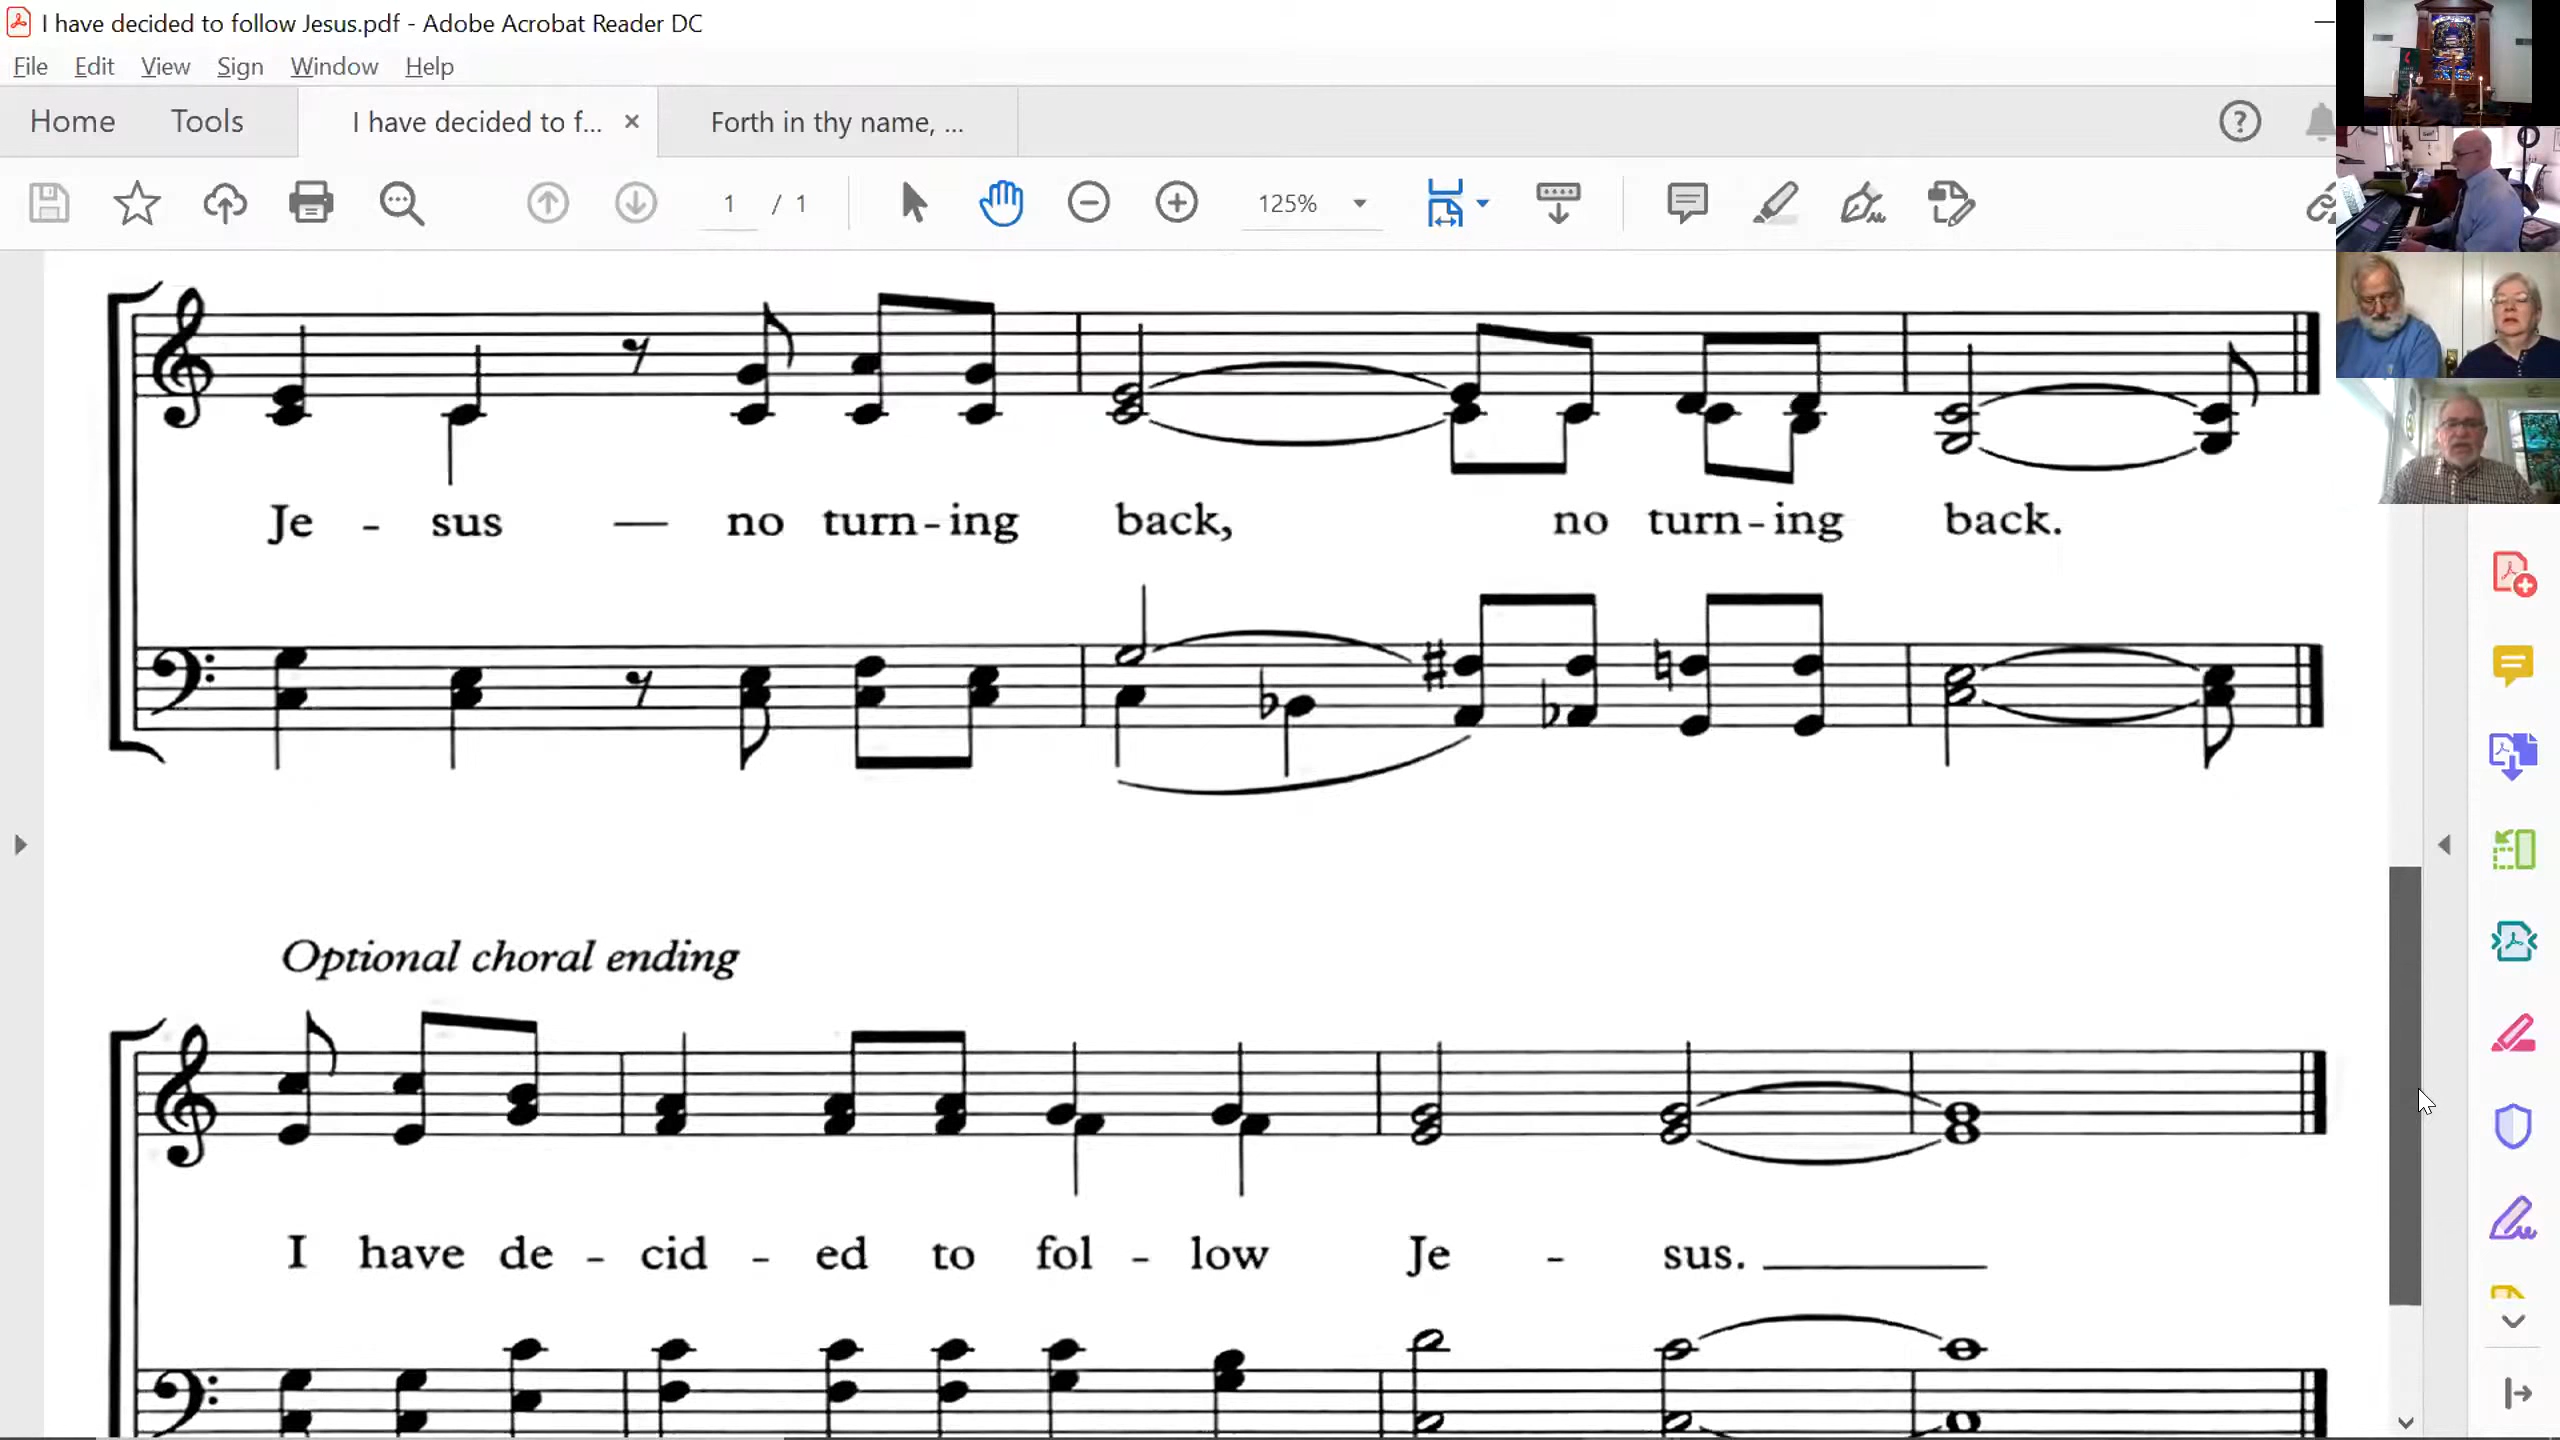 I have decided to follow Jesus.pdf - Adobe Acrobat Reader DC
File Edit View Sign Window Help
Home Tools I have decided to f... × Forth in thy name, ...
1 / 1 125%
Je - sus — no turn - ing back, no turn - ing back.
Optional choral ending
I have de - cid - ed to fol - low Je - sus. ______